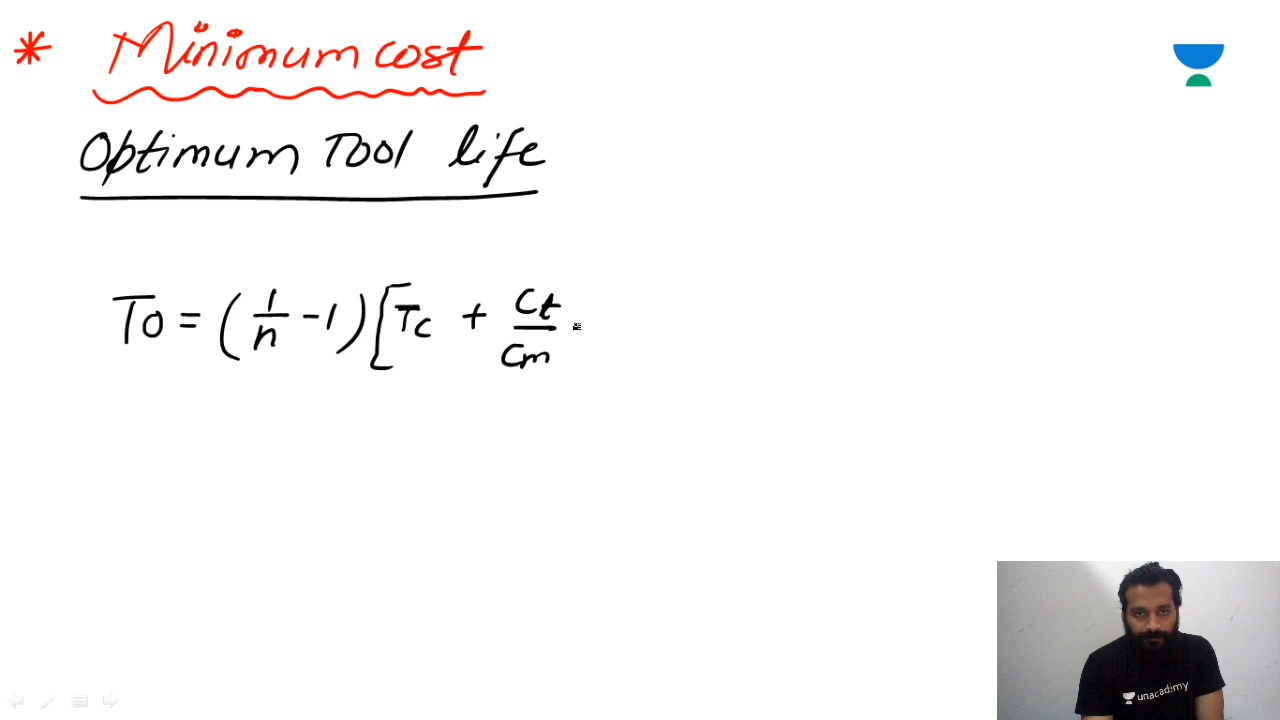 * Minimum cost
Optimum Tool life
To = (1/n - 1) [Tc + Ct/Cm
unacademy